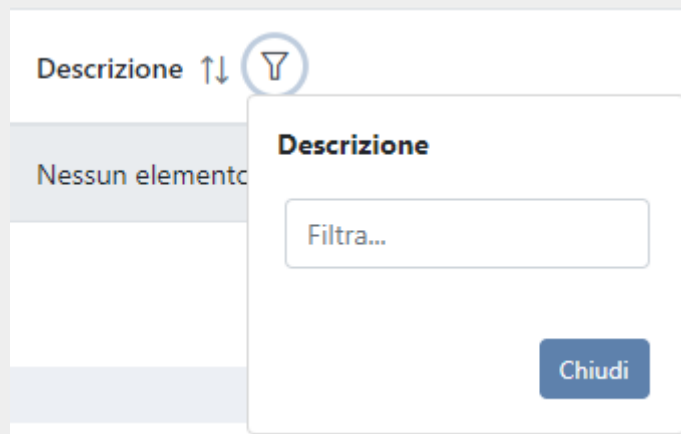 Descrizione
Descrizione
Nessun elemento
Filtra...
Chiudi